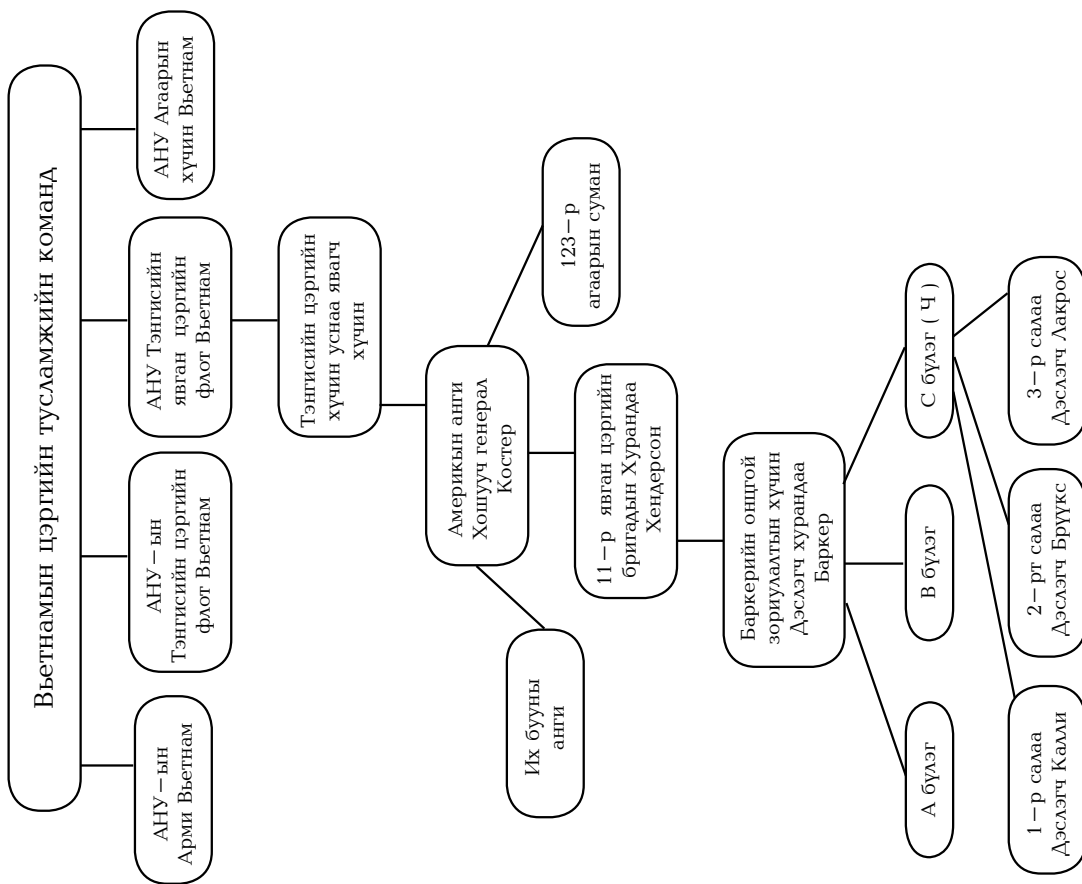 Вьетнамын цэргийн тусламжийн команд
АНУ–ын
Арми Вьетнам
АНУ–ын
Тэнгисийн цэргийн
флот Вьетнам
АНУ Тэнгисийн
явган цэргийн
флот Вьетнам
АНУ Агаарын
хүчин Вьетнам
Тэнгисийн цэргийн
хүчин уснаа явагч
хүчин
Америкын анги
Хошууч генерал
Костер
Их бууны
анги
123–р
агаарын суман
11–р явган цэргийн
бригадын Хурандаа
Хендерсон
Баркерийн онцгой
зориулалтын хүчин
Дэслэгч хурандаа
Баркер
А бүлэг
В бүлэг
С бүлэг ( Ч )
1–р салаа
Дэслэгч Калли
2–рт салаа
Дэслэгч Брүүкс
3–р салаа
Дэслэгч Лакрос